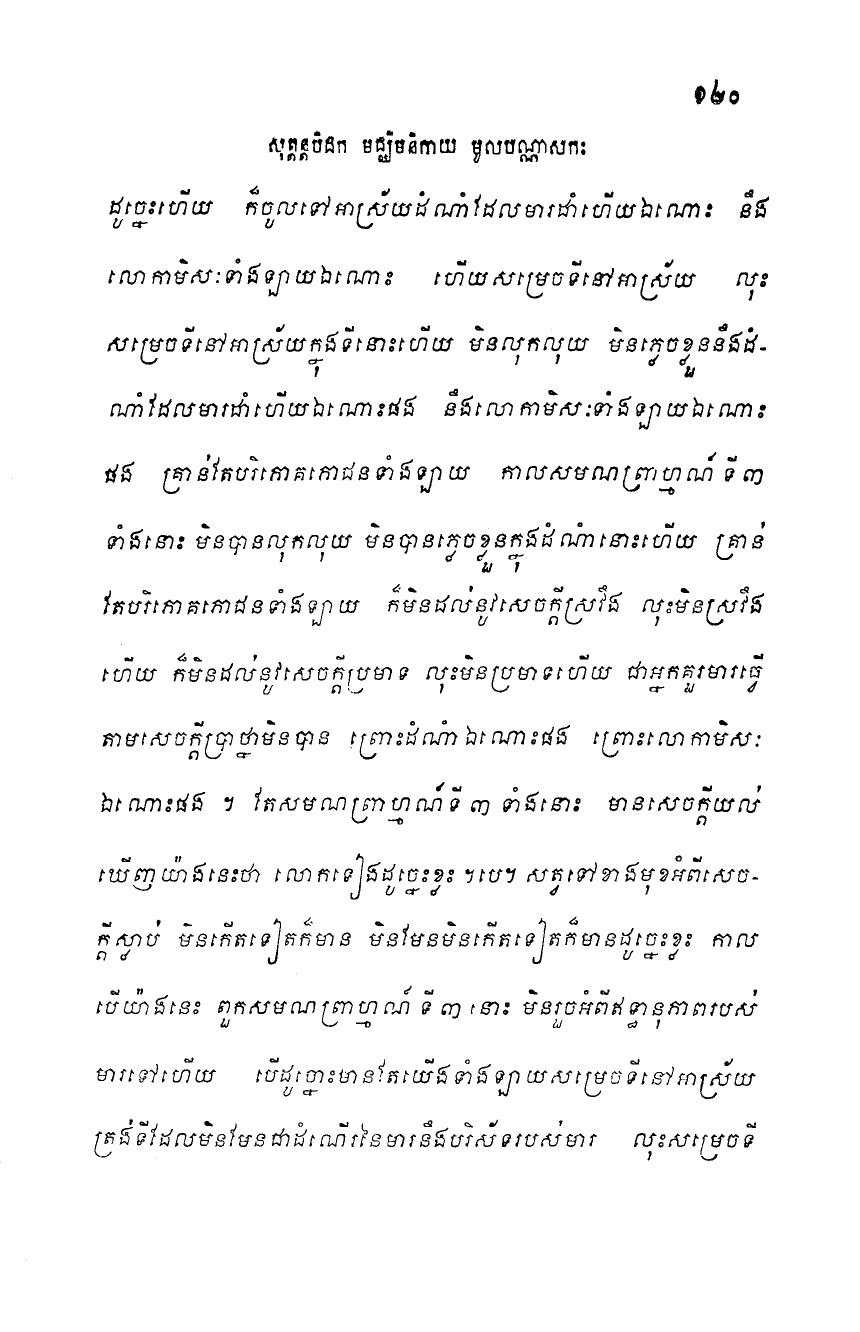 ១៤០
សុត្តន្តបិដក មជ្ឈិមនិកាយ មូលបណ្ណាសកៈ
ដូច្នេះហើយ ក៏ចូលទៅអាស្រ័យដំណាំដែលមារដាំហើយឯណោះ នឹង
លោកាមិសៈទាំងឡាយឯណោះ ហើយសម្រេចទីនៅអាស្រ័យ លុះ
សម្រេចទីនៅអាស្រ័យក្នុងទីនោះហើយ មិនលុកលុយ មិនភ្លេចខ្លួននឹងដំ-
ណាំដែលមារដាំហើយឯណោះផង នឹងលោកាមិសៈទាំងឡាយឯណោះ
ផង គ្រាន់តែបរិភោគភោជនទាំងឡាយ កាលសមណព្រាហ្មណ៍ ទី ៣
ទាំងនោះ មិនបានលុកលុយ មិនបានភ្លេចខ្លួនក្នុងដំណាំនោះហើយ គ្រាន់
តែបរិភោគភោជនទាំងឡាយ ក៏មិនដល់នូវសេចក្តីស្រវឹង លុះមិនស្រវឹង
ហើយ ក៏មិនដល់នូវសេចក្តីប្រមាទ លុះមិនប្រមាទហើយ ជាអ្នកគួរមារធ្វើ
តាមសេចក្តីប្រាថ្នាមិនបាន ព្រោះដំណាំឯណោះផង ព្រោះលោកាមិសៈ
ឯណោះផង ។ តែសមណព្រាហ្មណ៍ទី ៣ ទាំងនោះ មានសេចក្តីយល់
ឃើញយ៉ាងនេះថា លោកទៀងដូច្នេះខ្លះ ។បេ។ សត្វទៅខាងមុខអំពីសេច-
ក្តីស្លាប់ មិនកើតទៀតក៏មាន មិនមែនមិនកើតទៀតក៏មានដូច្នេះខ្លះ កាល
បើយ៉ាងនេះ ពួកសមណព្រាហ្មណ៍ ទី ៣ នោះ មិនរួចអំពីឥទ្ធានុភាពរបស់
មារទៅហើយ បើដូច្នោះមានតែយើងទាំងឡាយសម្រេចទីនៅអាស្រ័យ
ត្រង់ទីដែលមិនមែនជាដំណើរនៃមារនឹងបរិស័ទរបស់មារ លុះសម្រេចទី